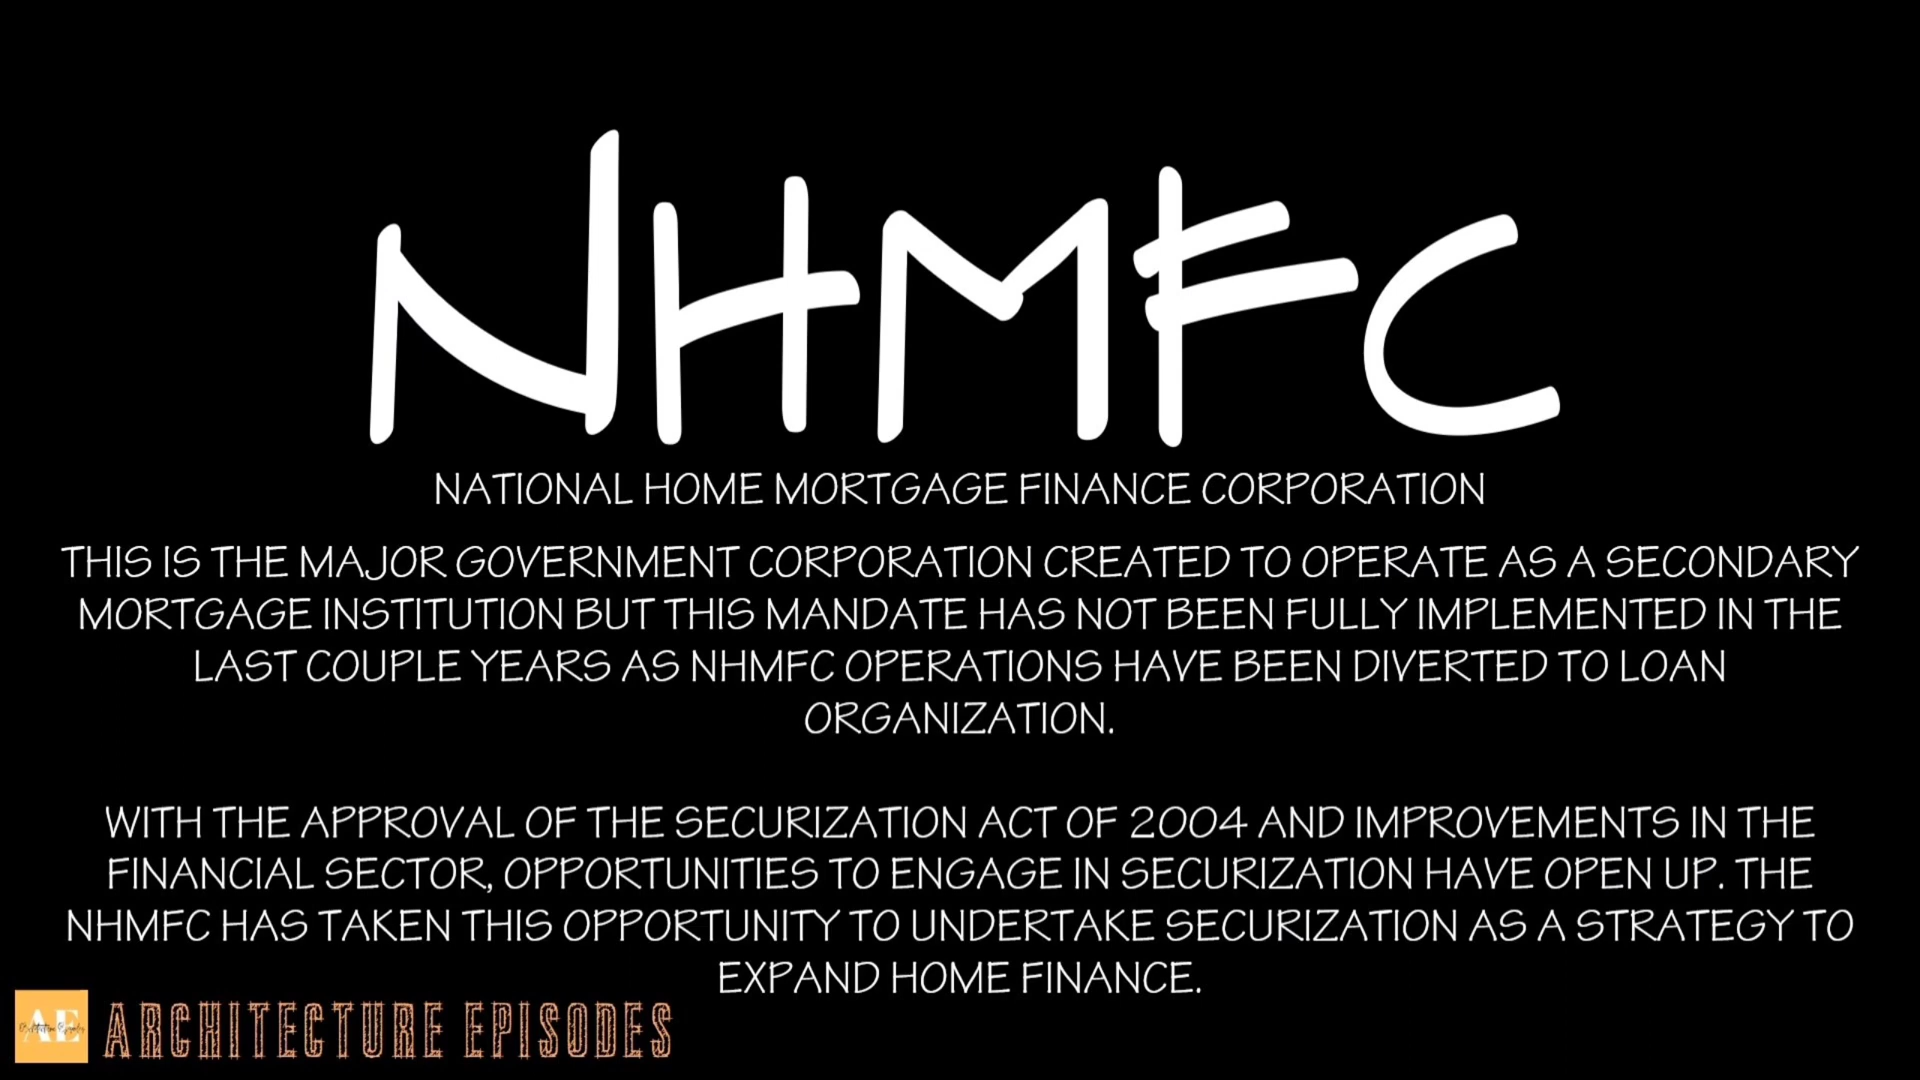 NHMFC
NATIONAL HOME MORTGAGE FINANCE CORPORATION
THIS IS THE MAJOR GOVERNMENT CORPORATION CREATED TO OPERATE AS A SECONDARY
MORTGAGE INSTITUTION BUT THIS MANDATE HAS NOT BEEN FULLY IMPLEMENTED IN THE
LAST COUPLE YEARS AS NHMFC OPERATIONS HAVE BEEN DIVERTED TO LOAN
ORGANIZATION.
WITH THE APPROVAL OF THE SECURIZATION ACT OF 2004 AND IMPROVEMENTS IN THE
FINANCIAL SECTOR, OPPORTUNITIES TO ENGAGE IN SECURIZATION HAVE OPEN UP. THE
NHMFC HAS TAKEN THIS OPPORTUNITY TO UNDERTAKE SECURIZATION AS A STRATEGY TO
EXPAND HOME FINANCE.
AE
ARCHITECTURE EPISODES